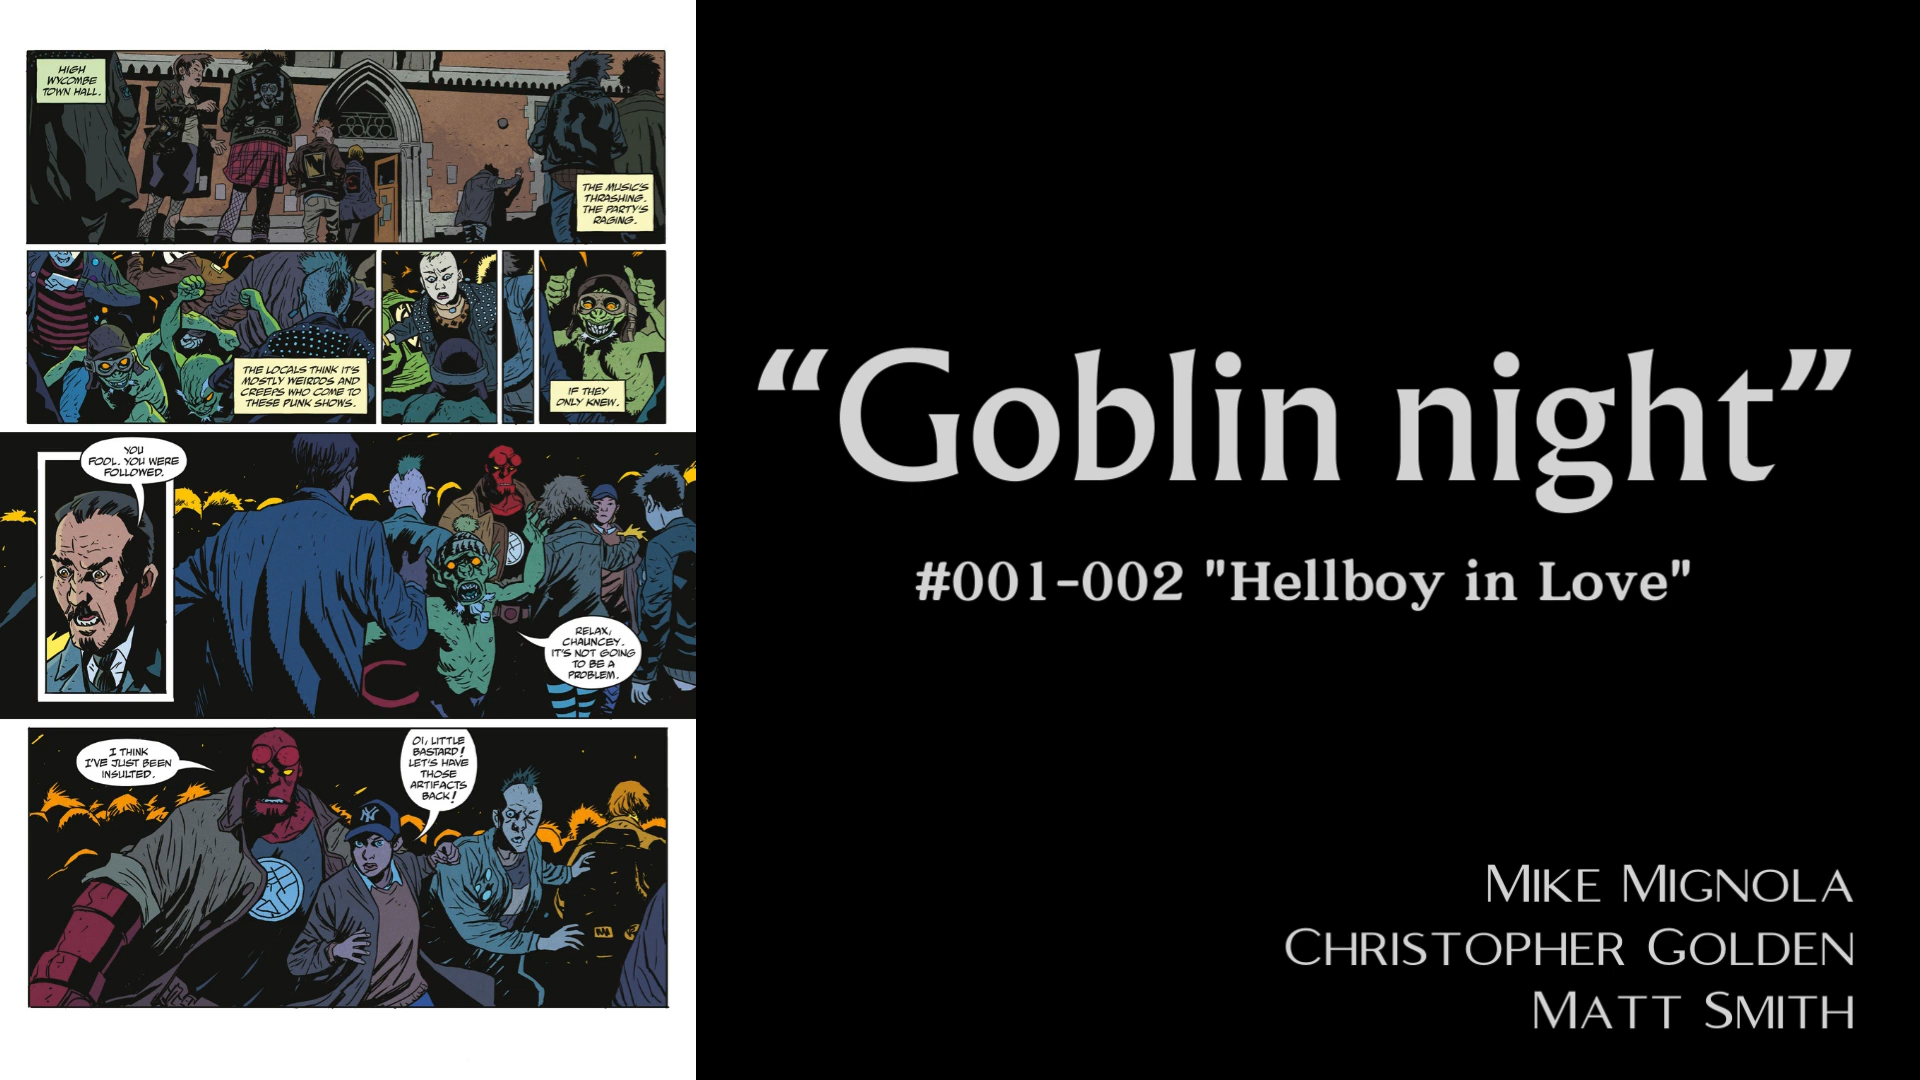 HIGH
WYCOMBE
TOWN HALL.
THE MUSIC'S
THRASHING.
THE PARTY'S
RAGING.
THE LOCALS THINK IT'S
MOSTLY WEIRDOS AND
CREEPS WHO COME TO
THESE PUNK SHOWS.
IF THEY
ONLY KNEW.
YOU
FOOL. YOU WERE
FOLLOWED.
RELAX,
CHAUNCEY.
IT'S NOT GOING
TO BE A
PROBLEM.
I THINK
I'VE JUST BEEN
INSULTED.
OI, LITTLE
BASTARD!
LET'S HAVE
THOSE
ARTIFACTS
BACK!
NY
“Goblin night”
#001-002 "Hellboy in Love"
MIKE MIGNOLA
CHRISTOPHER GOLDEN
MATT SMITH